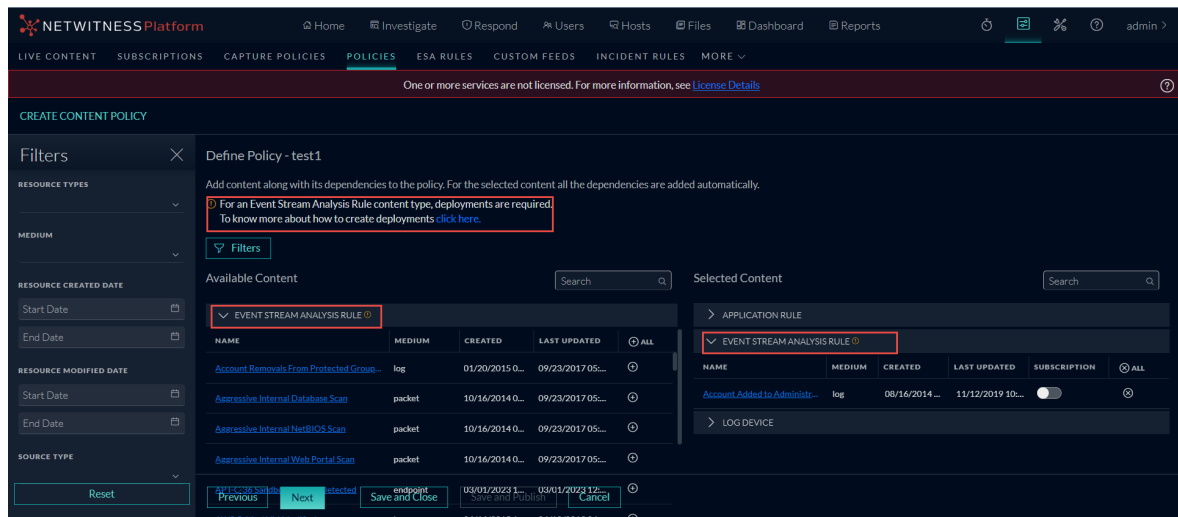 NETWITNESS Platform
Home Investigate Respond Users Hosts Files Dashboard Reports admin >
LIVE CONTENT SUBSCRIPTIONS CAPTURE POLICIES POLICIES ESA RULES CUSTOM FEEDS INCIDENT RULES MORE
One or more services are not licensed. For more information, see License Details
CREATE CONTENT POLICY
Filters
RESOURCE TYPES
MEDIUM
RESOURCE CREATED DATE
Start Date
End Date
RESOURCE MODIFIED DATE
Start Date
End Date
SOURCE TYPE
Reset
Define Policy - test1
Add content along with its dependencies to the policy. For the selected content all the dependencies are added automatically.
For an Event Stream Analysis Rule content type, deployments are required.
To know more about how to create deployments click here.
Filters
Available Content
Search
EVENT STREAM ANALYSIS RULE
NAME MEDIUM CREATED LAST UPDATED ALL
Account Removals From Protected Group... log 01/20/2015 0... 09/23/2017 05:...
Aggressive Internal Database Scan packet 10/16/2014 0... 09/23/2017 05:...
Aggressive Internal NetBIOS Scan packet 10/16/2014 0... 09/23/2017 05:...
Aggressive Internal Web Portal Scan packet 10/16/2014 0... 09/23/2017 05:...
endpoint 03/01/2023 1... 03/01/2023 12:...
Selected Content
Search
APPLICATION RULE
EVENT STREAM ANALYSIS RULE
NAME MEDIUM CREATED LAST UPDATED SUBSCRIPTION ALL
Account Added to Administr... log 08/16/2014 ... 11/12/2019 10:...
LOG DEVICE
Previous Next Save and Close Save and Publish Cancel